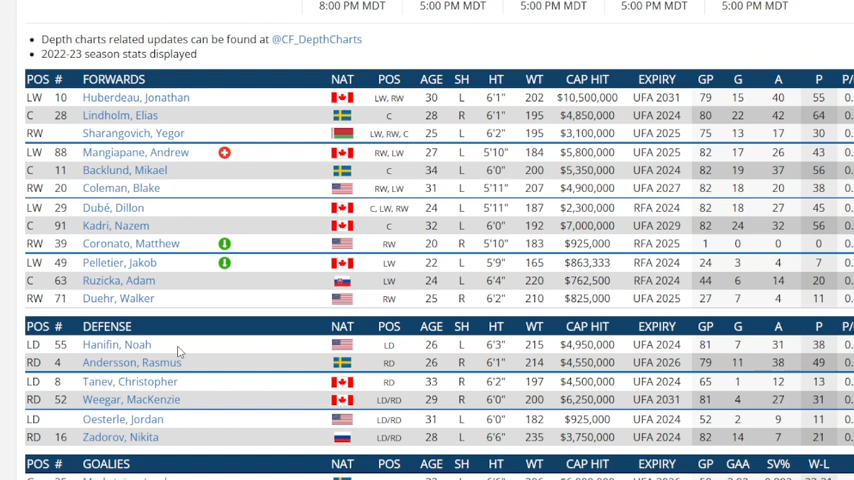 8:00 PM MDT 5:00 PM MDT 5:00 PM MDT 5:00 PM MDT 5:00 PM MDT
Depth charts related updates can be found at @CF_DepthCharts
2022-23 season stats displayed
POS # FORWARDS NAT POS AGE SH HT WT CAP HIT EXPIRY GP G A P P/
LW 10 Huberdeau, Jonathan LW, RW 30 L 6'1" 202 $10,500,000 UFA 2031 79 15 40 55 0.
C 28 Lindholm, Elias C 28 R 6'1" 195 $4,850,000 UFA 2024 80 22 42 64 0.
RW Sharangovich, Yegor LW, RW, C 25 L 6'2" 195 $3,100,000 UFA 2025 75 13 17 30 0.
LW 88 Mangiapane, Andrew RW, LW 27 L 5'10" 184 $5,800,000 UFA 2025 82 17 26 43 0.
C 11 Backlund, Mikael C 34 L 6'0" 200 $5,350,000 UFA 2024 82 19 37 56 0.
RW 20 Coleman, Blake RW, LW 31 L 5'11" 207 $4,900,000 UFA 2027 82 18 20 38 0.
LW 29 Dubé, Dillon C, LW, RW 24 L 5'11" 187 $2,300,000 RFA 2024 82 18 27 45 0.
C 91 Kadri, Nazem C 32 L 6'0" 192 $7,000,000 UFA 2029 82 24 32 56 0.
RW 39 Coronato, Matthew RW 20 R 5'10" 183 $925,000 RFA 2025 1 0 0 0 0.
LW 49 Pelletier, Jakob LW, RW 22 L 5'9" 165 $863,333 RFA 2024 24 3 4 7 0.
C 63 Ruzicka, Adam LW 24 L 6'4" 220 $762,500 RFA 2024 44 6 14 20 0.
RW 71 Duehr, Walker RW 25 R 6'2" 210 $825,000 UFA 2025 27 7 4 11 0.
POS # DEFENSE NAT POS AGE SH HT WT CAP HIT EXPIRY GP G A P P/
LD 55 Hanifin, Noah LD 26 L 6'3" 215 $4,950,000 UFA 2024 81 7 31 38 0.
RD 4 Andersson, Rasmus RD 26 R 6'1" 214 $4,550,000 UFA 2026 79 11 38 49 0.
LD 8 Tanev, Christopher RD 33 R 6'2" 197 $4,500,000 UFA 2024 65 1 12 13 0.
RD 52 Weegar, MacKenzie LD/RD 29 R 6'0" 200 $6,250,000 UFA 2031 81 4 27 31 0.
LD Oesterle, Jordan LD/RD 31 L 6'0" 182 $925,000 UFA 2024 52 2 9 11 0.
RD 16 Zadorov, Nikita LD/RD 28 L 6'6" 235 $3,750,000 UFA 2024 82 14 7 21 0.
POS # GOALIES NAT POS AGE SH HT WT CAP HIT EXPIRY GP GAA SV% W-L